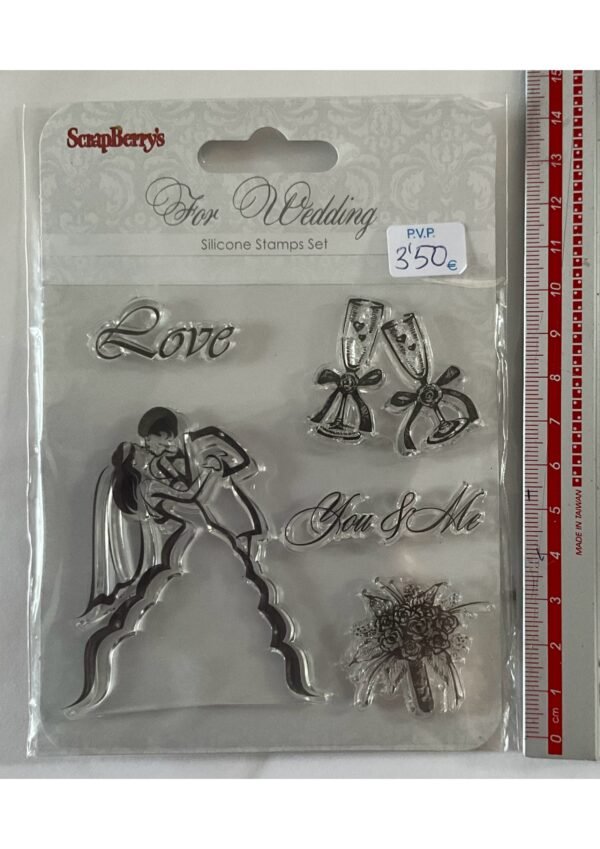 ScrapBerry's
For Wedding
Silicone Stamps Set
P.V.P.
3'50 €
Love
You & Me
15
14
13
12
11
10
9
8
7
6
5
4
3
2
1
0 cm
MADE IN TAIWAN